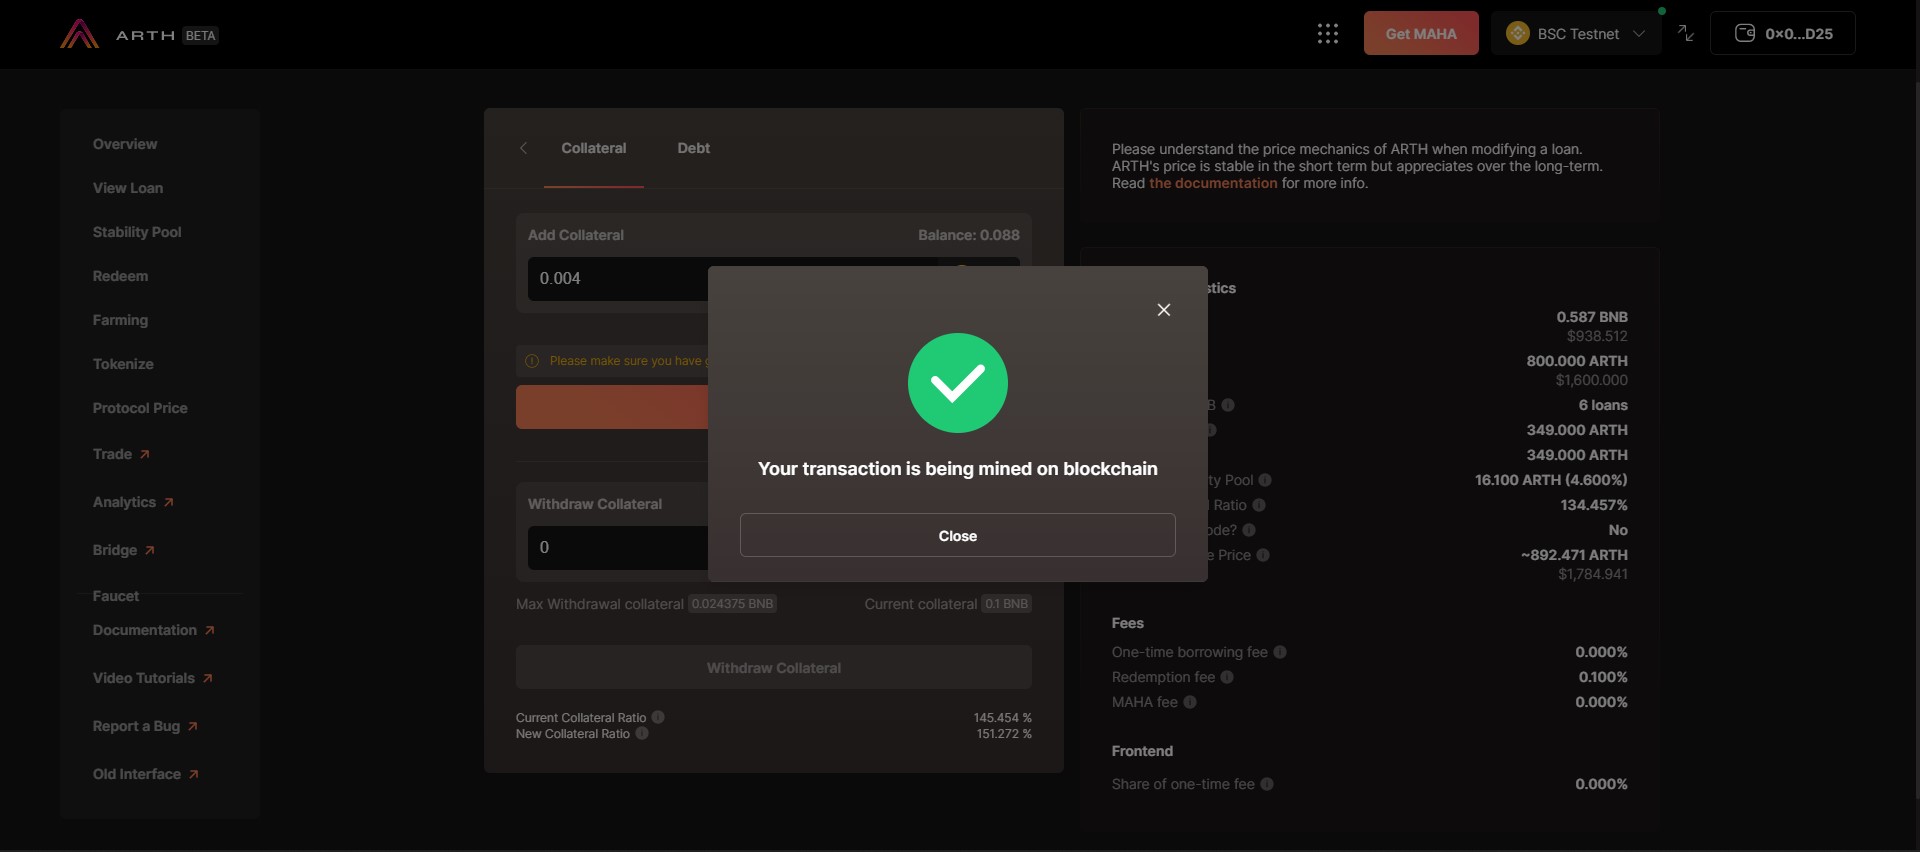 ARTH BETA
Get MAHA
BSC Testnet
0×0...D25
Overview
View Loan
Stability Pool
Redeem
Farming
Tokenize
Protocol Price
Trade
Analytics
Bridge
Faucet
Documentation
Video Tutorials
Report a Bug
Old Interface
Collateral
Debt
Add Collateral
Balance: 0.088
0.004
Please make sure you have
Withdraw Collateral
0
Max Withdrawal collateral 0.024375 BNB
Current collateral 0.1 BNB
Withdraw Collateral
Current Collateral Ratio
145.454 %
New Collateral Ratio
151.272 %
Your transaction is being mined on blockchain
Close
Please understand the price mechanics of ARTH when modifying a loan.
ARTH's price is stable in the short term but appreciates over the long-term.
Read the documentation for more info.
stics
0.587 BNB
$938.512
800.000 ARTH
$1,600.000
B
6 loans
349.000 ARTH
349.000 ARTH
ty Pool
16.100 ARTH (4.600%)
Ratio
134.457%
ode?
No
e Price
~892.471 ARTH
$1,784.941
Fees
One-time borrowing fee
0.000%
Redemption fee
0.100%
MAHA fee
0.000%
Frontend
Share of one-time fee
0.000%